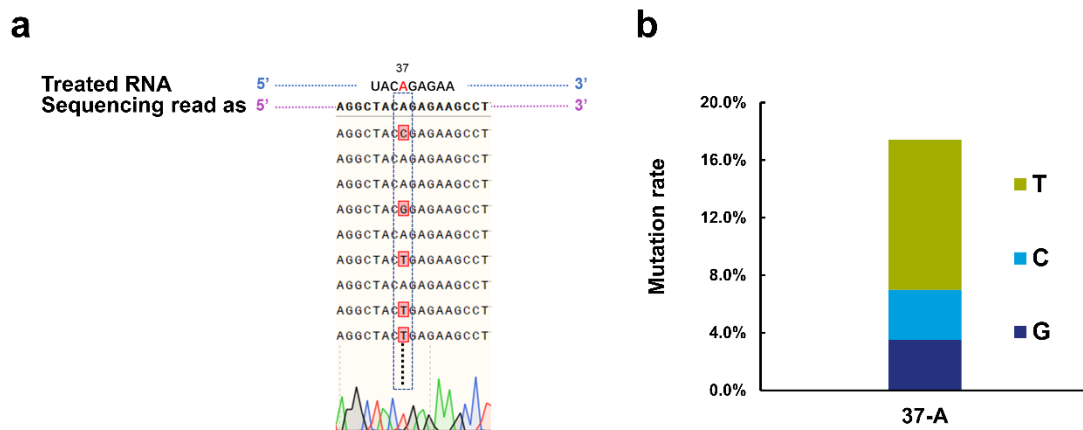 a
37
Treated RNA 5’ UACAGAGAA 3’
Sequencing read as 5’ AGGCTACAGAGAAGCCT 3’
AGGCTACCGAGAAGCCT
AGGCTACAGAGAAGCCT
AGGCTACAGAGAAGCCT
AGGCTACGGAGAAGCCT
AGGCTACAGAGAAGCCT
AGGCTACTGAGAAGCCT
AGGCTACAGAGAAGCCT
AGGCTACTGAGAAGCCT
AGGCTACTGAGAAGCCT
b
Mutation rate
20.0%
16.0%
12.0%
8.0%
4.0%
0.0%
37-A
T
C
G